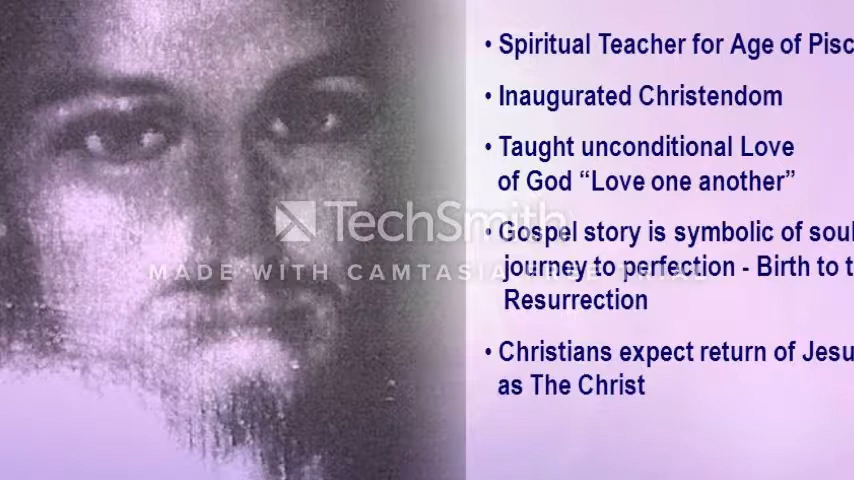 • Spiritual Teacher for Age of Pisc
• Inaugurated Christendom
• Taught unconditional Love
of God “Love one another”
TechSmith
• Gospel story is symbolic of soul
MADE WITH CAMTASIA FREE TRIAL
journey to perfection - Birth to t
Resurrection
• Christians expect return of Jesu
as The Christ